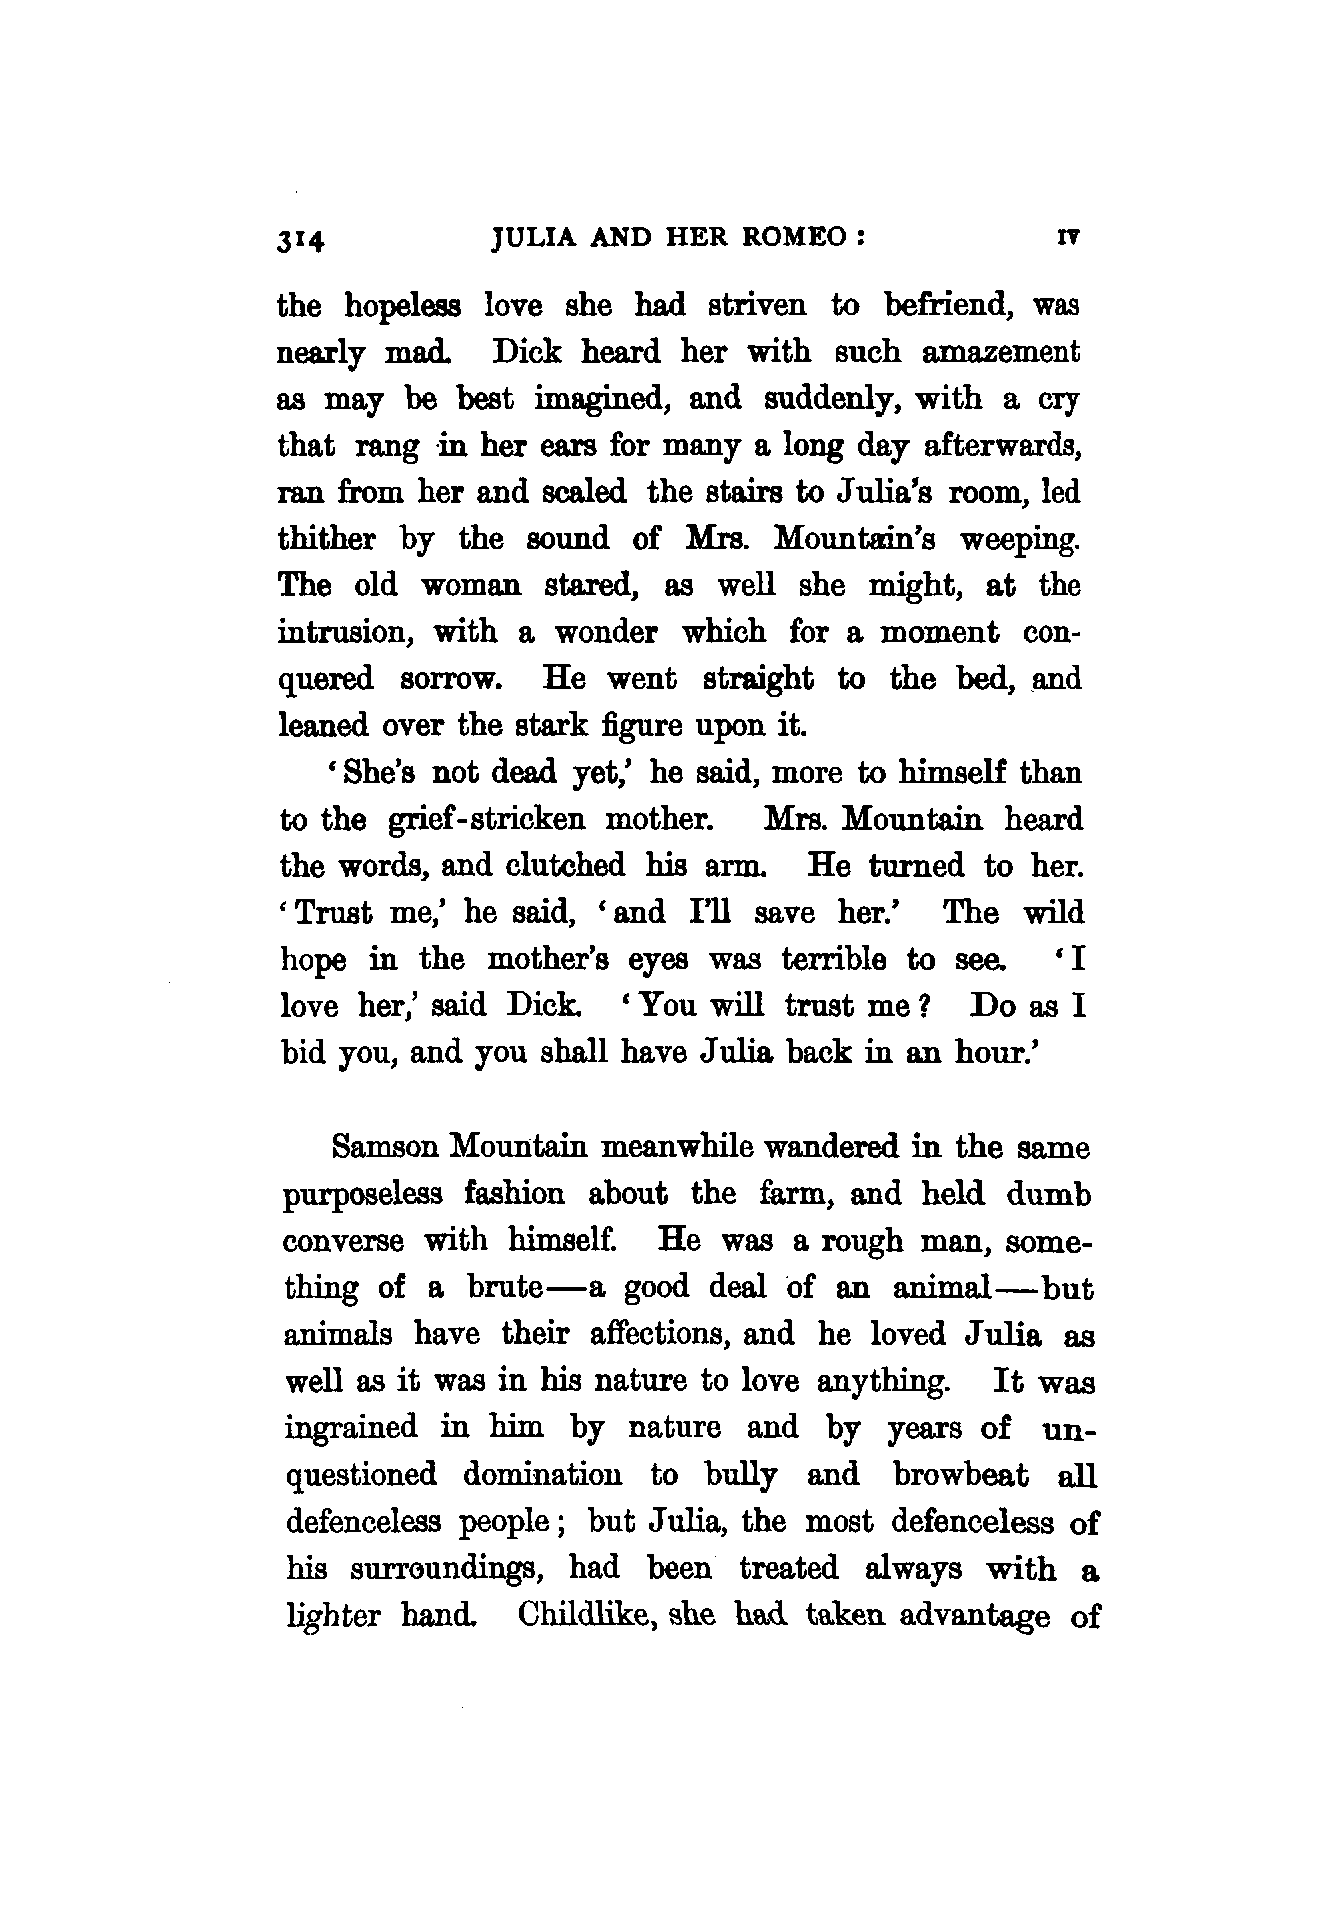 314 JULIA AND HER ROMEO : IV
the hopeless love she had striven to befriend, was
nearly mad. Dick heard her with such amazement
as may be best imagined, and suddenly, with a cry
that rang in her ears for many a long day afterwards,
ran from her and scaled the stairs to Julia's room, led
thither by the sound of Mrs. Mountain's weeping.
The old woman stared, as well she might, at the
intrusion, with a wonder which for a moment con-
quered sorrow. He went straight to the bed, and
leaned over the stark figure upon it.
‘She's not dead yet,’ he said, more to himself than
to the grief-stricken mother. Mrs. Mountain heard
the words, and clutched his arm. He turned to her.
‘Trust me,’ he said, ‘and I'll save her.’ The wild
hope in the mother's eyes was terrible to see. ‘I
love her,’ said Dick. ‘You will trust me? Do as I
bid you, and you shall have Julia back in an hour.’
Samson Mountain meanwhile wandered in the same
purposeless fashion about the farm, and held dumb
converse with himself. He was a rough man, some-
thing of a brute—a good deal of an animal—but
animals have their affections, and he loved Julia as
well as it was in his nature to love anything. It was
ingrained in him by nature and by years of un-
questioned domination to bully and browbeat all
defenceless people; but Julia, the most defenceless of
his surroundings, had been treated always with a
lighter hand. Childlike, she had taken advantage of